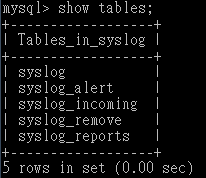 mysql> show tables;
+-----------------+
| Tables_in_syslog |
+-----------------+
| syslog          |
| syslog_alert    |
| syslog_incoming |
| syslog_remove   |
| syslog_reports  |
+-----------------+
5 rows in set (0.00 sec)